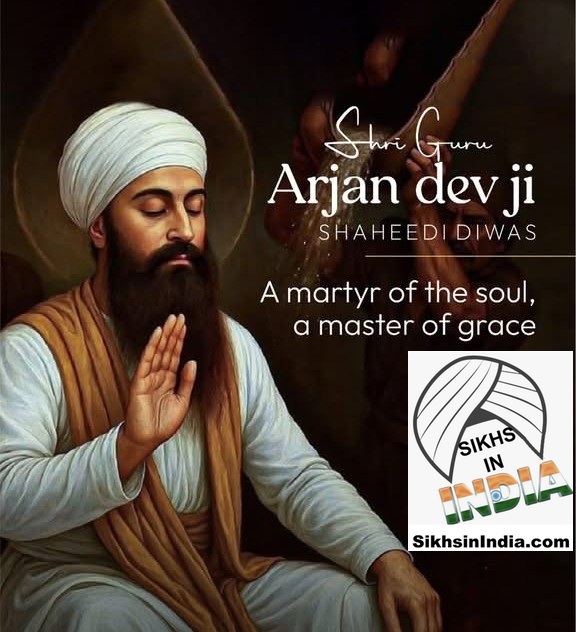 Shri Guru
Arjan dev ji
SHAHEEDI DIWAS
A martyr of the soul,
a master of grace
SIKHS
IN
INDIA
SikhsinIndia.com